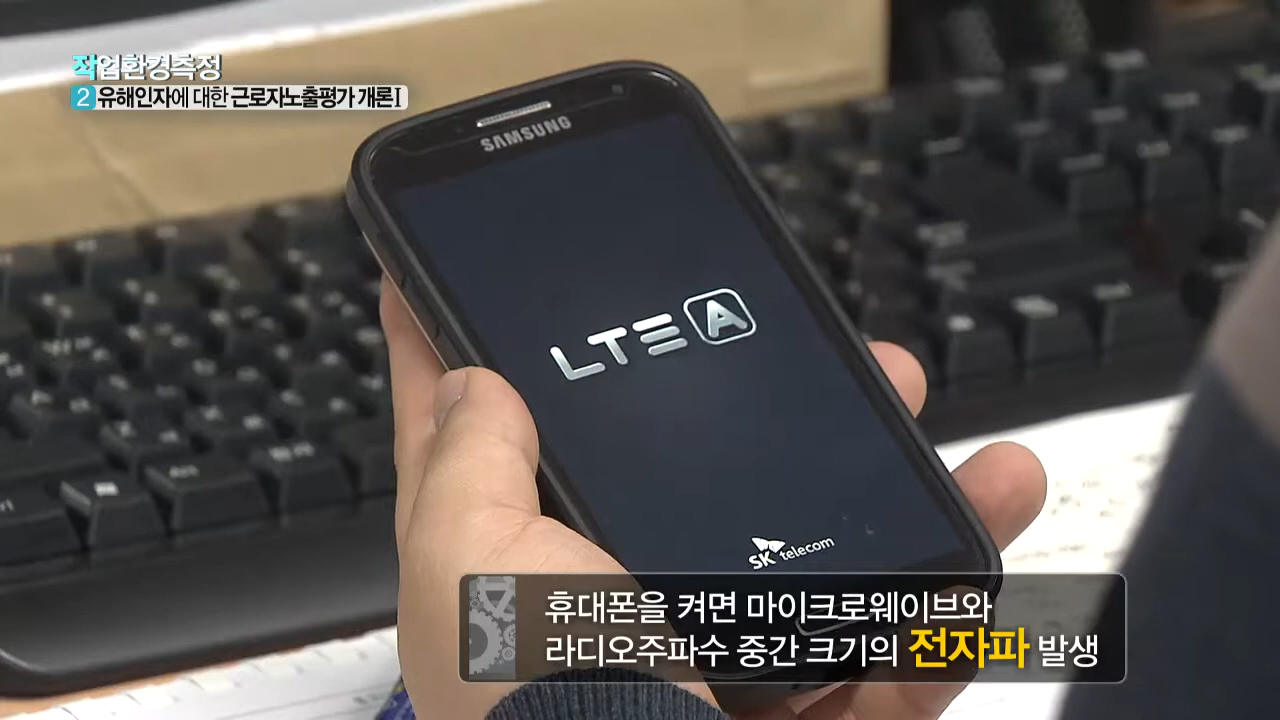 작업환경측정
2 유해인자에 대한 근로자노출평가 개론 I
SAMSUNG
LTE A
SK telecom
휴대폰을 켜면 마이크로웨이브와
라디오주파수 중간 크기의 전자파 발생